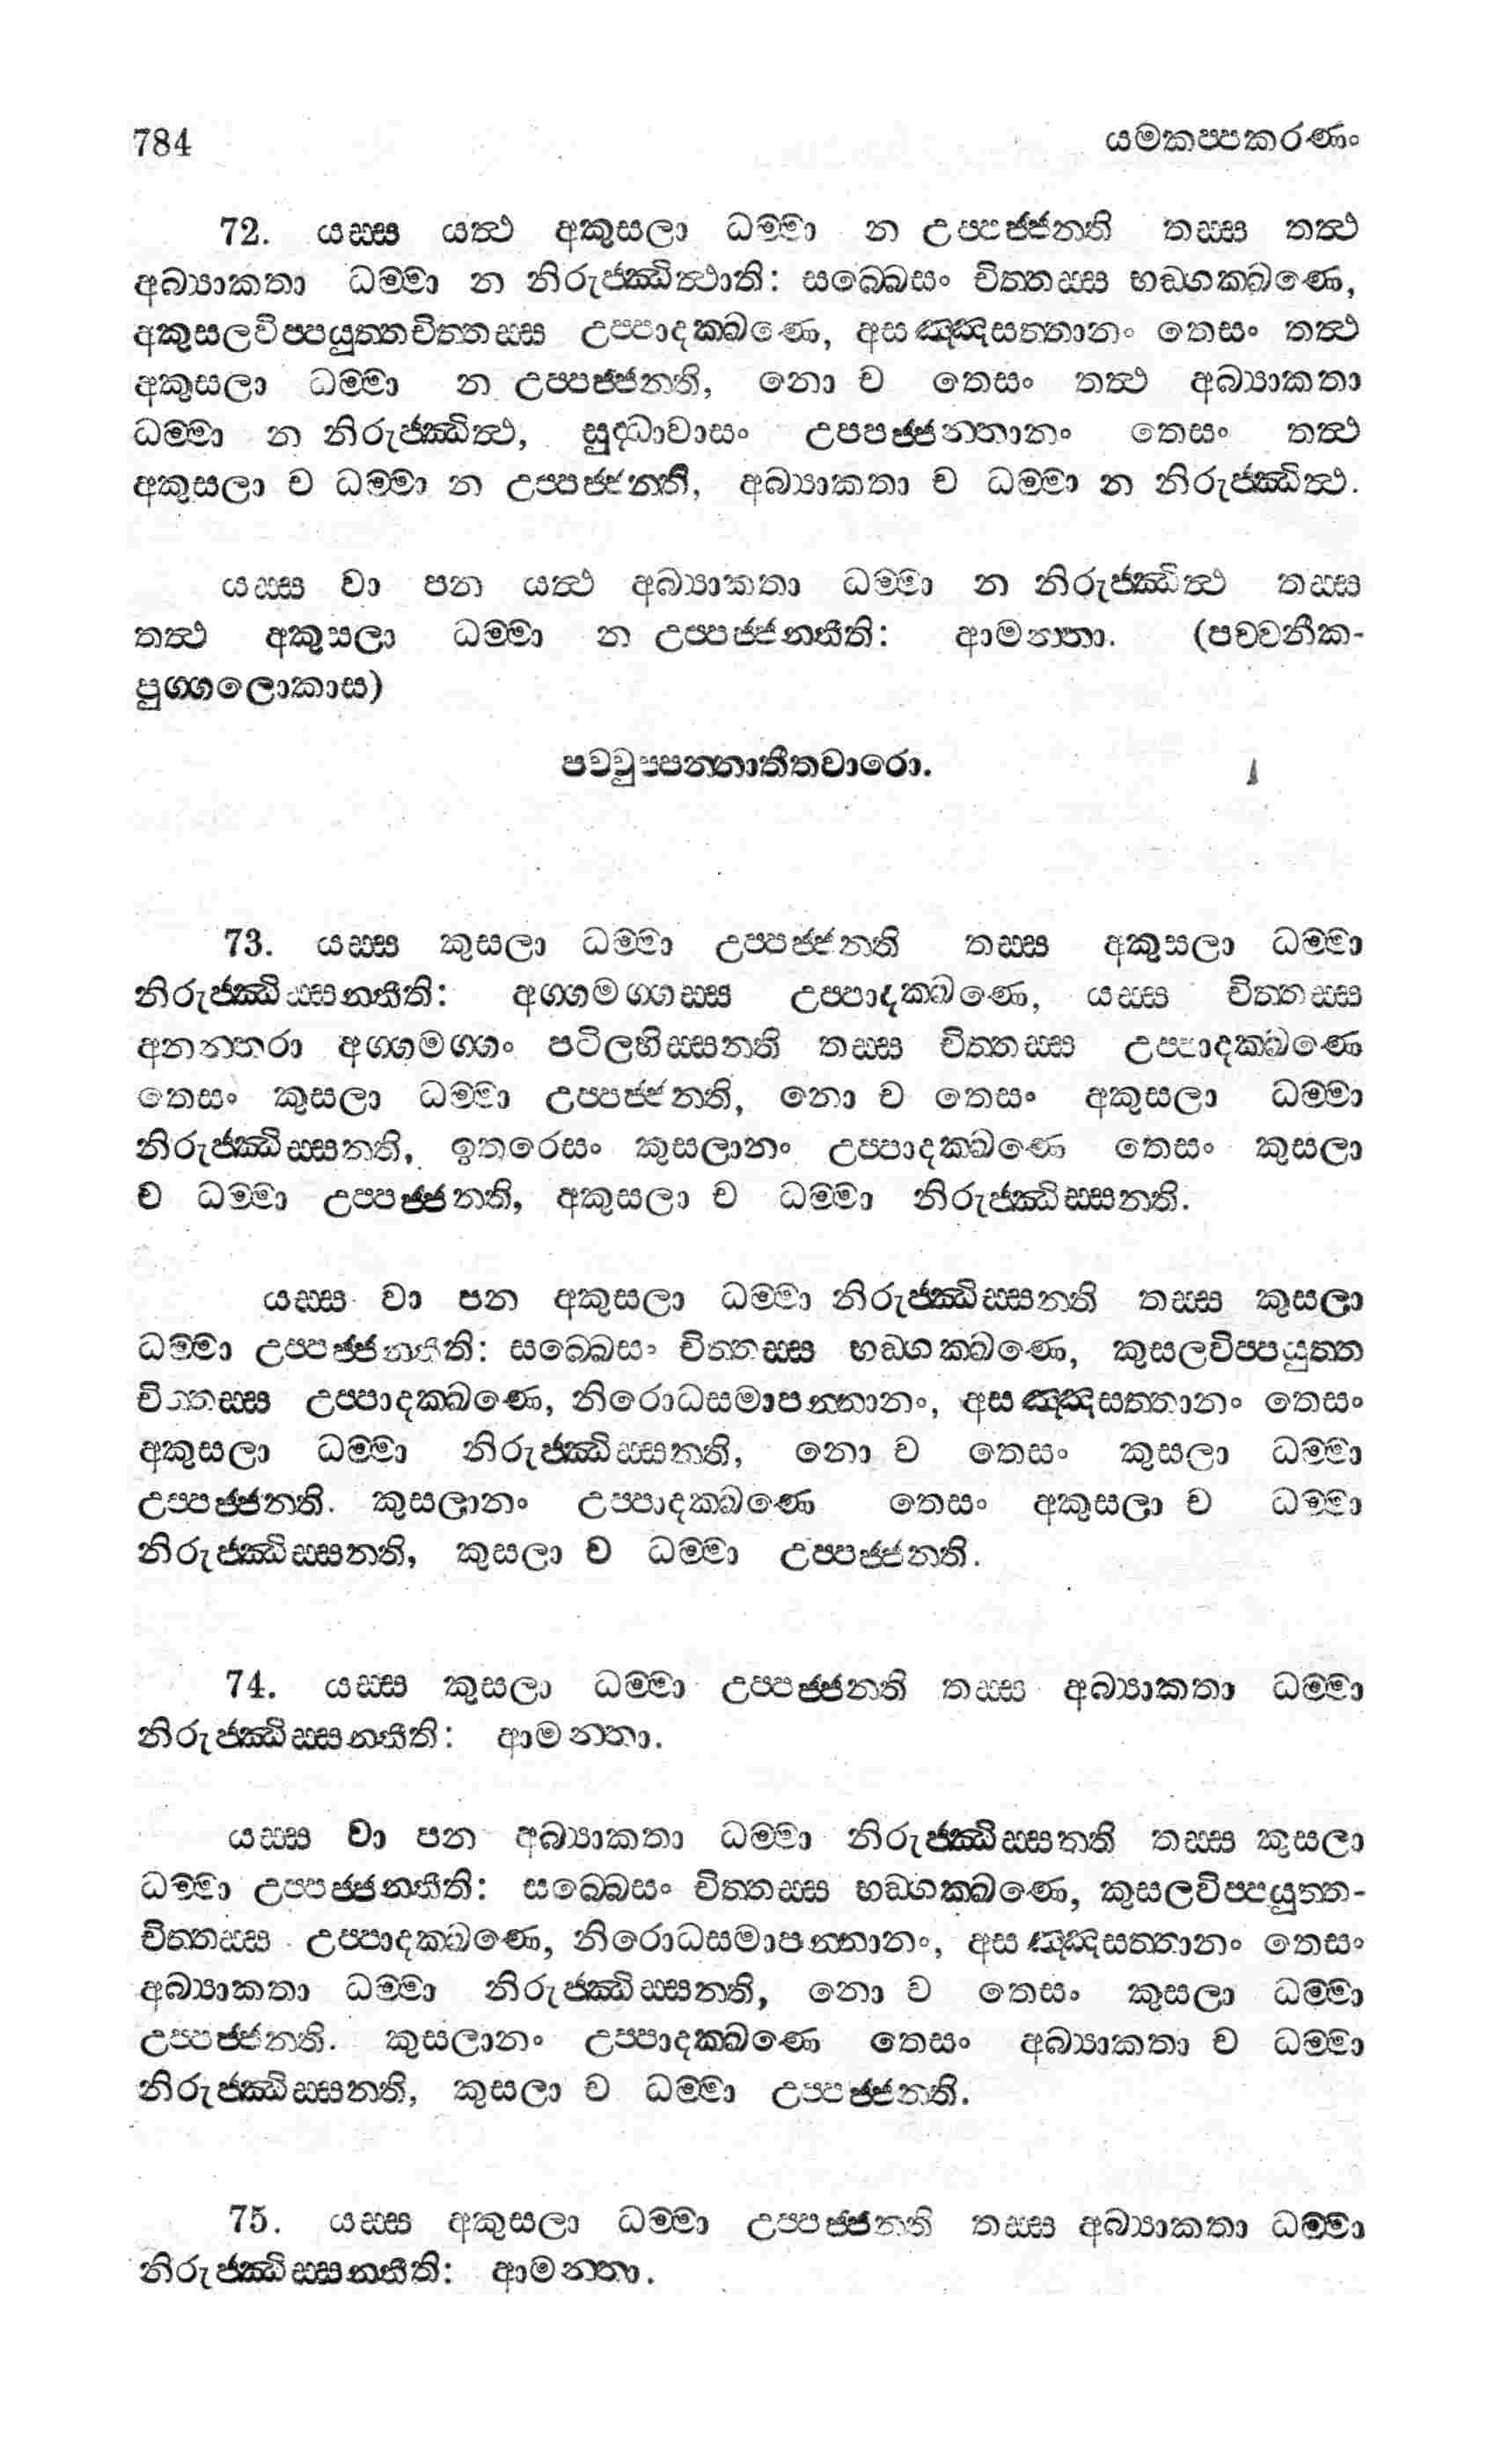 784 යමකප්පකරණං
72. යස්ස යත්ථ අකුසලා ධම්මා න උප්පජ්ජන්ති තස්ස තත්ථ
අබ්‍යාකතා ධම්මා න නිරුජ්ඣිත්ථාති: සබ්බෙසං චිත්තස්ස භඞ්ගක්ඛණෙ,
අකුසලවිප්පයුත්තචිත්තස්ස උප්පාදක්ඛණෙ, අසඤ්ඤසත්තානං තෙසං තත්ථ
අකුසලා ධම්මා න උප්පජ්ජන්ති, නො ච තෙසං තත්ථ අබ්‍යාකතා
ධම්මා න නිරුජ්ඣිත්ථ, සුද්ධාවාසං උපපජ්ජන්තානං තෙසං තත්ථ
අකුසලා ච ධම්මා න උප්පජ්ජන්ති, අබ්‍යාකතා ච ධම්මා න නිරුජ්ඣිත්ථ.
යස්ස වා පන යත්ථ අබ්‍යාකතා ධම්මා න නිරුජ්ඣිත්ථ තස්ස
තත්ථ අකුසලා ධම්මා න උප්පජ්ජන්තීති: ආමන්තා. (පච්චනීක-
පුග්ගලොකාස)
පච්චුප්පන්නාතීතවාරො.
73. යස්ස කුසලා ධම්මා උප්පජ්ජන්ති තස්ස අකුසලා ධම්මා
නිරුජ්ඣිස්සන්තීති: අග්ගමග්ගස්ස උප්පාදක්ඛණෙ, යස්ස චිත්තස්ස
අනන්තරා අග්ගමග්ගං පටිලභිස්සන්ති තස්ස චිත්තස්ස උප්පාදක්ඛණෙ
තෙසං කුසලා ධම්මා උප්පජ්ජන්ති, නො ච තෙසං අකුසලා ධම්මා
නිරුජ්ඣිස්සන්ති, ඉතරෙසං කුසලානං උප්පාදක්ඛණෙ තෙසං කුසලා
ච ධම්මා උප්පජ්ජන්ති, අකුසලා ච ධම්මා නිරුජ්ඣිස්සන්ති.
යස්ස වා පන අකුසලා ධම්මා නිරුජ්ඣිස්සන්ති තස්ස කුසලා
ධම්මා උප්පජ්ජන්තීති: සබ්බෙසං චිත්තස්ස භඞ්ගක්ඛණෙ, කුසලවිප්පයුත්ත
චිත්තස්ස උප්පාදක්ඛණෙ, නිරොධසමාපන්නානං, අසඤ්ඤසත්තානං තෙසං
අකුසලා ධම්මා නිරුජ්ඣිස්සන්ති, නො ච තෙසං කුසලා ධම්මා
උප්පජ්ජන්ති. කුසලානං උප්පාදක්ඛණෙ තෙසං අකුසලා ච ධම්මා
නිරුජ්ඣිස්සන්ති, කුසලා ච ධම්මා උප්පජ්ජන්ති.
74. යස්ස කුසලා ධම්මා උප්පජ්ජන්ති තස්ස අබ්‍යාකතා ධම්මා
නිරුජ්ඣිස්සන්තීති: ආමන්තා.
යස්ස වා පන අබ්‍යාකතා ධම්මා නිරුජ්ඣිස්සන්ති තස්ස කුසලා
ධම්මා උප්පජ්ජන්තීති: සබ්බෙසං චිත්තස්ස භඞ්ගක්ඛණෙ, කුසලවිප්පයුත්ත-
චිත්තස්ස උප්පාදක්ඛණෙ, නිරොධසමාපන්නානං, අසඤ්ඤසත්තානං තෙසං
අබ්‍යාකතා ධම්මා නිරුජ්ඣිස්සන්ති, නො ච තෙසං කුසලා ධම්මා
උප්පජ්ජන්ති. කුසලානං උප්පාදක්ඛණෙ තෙසං අබ්‍යාකතා ච ධම්මා
නිරුජ්ඣිස්සන්ති, කුසලා ච ධම්මා උප්පජ්ජන්ති.
75. යස්ස අකුසලා ධම්මා උප්පජ්ජන්ති තස්ස අබ්‍යාකතා ධම්මා
නිරුජ්ඣිස්සන්තීති: ආමන්තා.